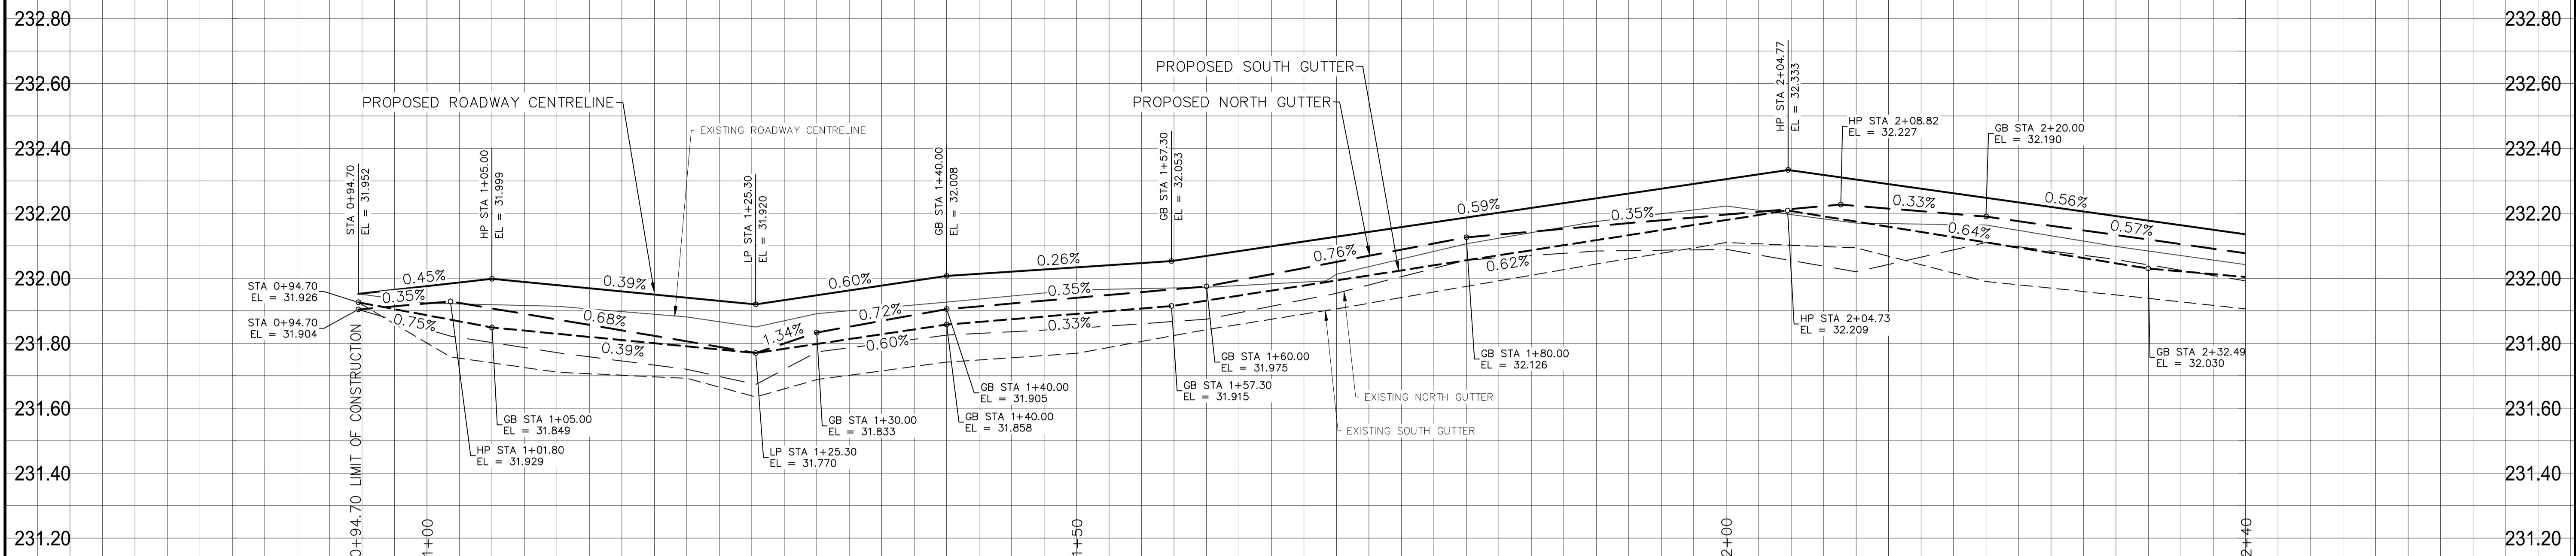 232.80
232.60
232.40
232.20
232.00
231.80
231.60
231.40
231.20
PROPOSED ROADWAY CENTRELINE
EXISTING ROADWAY CENTRELINE
PROPOSED SOUTH GUTTER
PROPOSED NORTH GUTTER
STA 0+94.70
EL = 31.952
HP STA 1+05.00
EL = 31.999
LP STA 1+25.30
EL = 31.920
GB STA 1+40.00
EL = 32.008
GB STA 1+57.30
EL = 32.053
HP STA 2+04.77
EL = 32.333
HP STA 2+08.82
EL = 32.227
GB STA 2+20.00
EL = 32.190
0.45%
0.39%
0.60%
0.26%
0.59%
0.56%
STA 0+94.70
EL = 31.926
STA 0+94.70
EL = 31.904
0.35%
0.68%
1.34%
0.72%
0.35%
0.76%
0.35%
0.33%
0.57%
0.75%
0.39%
0.60%
0.33%
0.62%
0.64%
HP STA 1+01.80
EL = 31.929
GB STA 1+05.00
EL = 31.849
LP STA 1+25.30
EL = 31.770
GB STA 1+30.00
EL = 31.833
GB STA 1+40.00
EL = 31.905
GB STA 1+40.00
EL = 31.858
GB STA 1+57.30
EL = 31.915
GB STA 1+60.00
EL = 31.975
GB STA 1+80.00
EL = 32.126
HP STA 2+04.73
EL = 32.209
GB STA 2+32.49
EL = 32.030
EXISTING NORTH GUTTER
EXISTING SOUTH GUTTER
0+94.70 LIMIT OF CONSTRUCTION
1+00
1+50
2+00
2+40
232.80
232.60
232.40
232.20
232.00
231.80
231.60
231.40
231.20